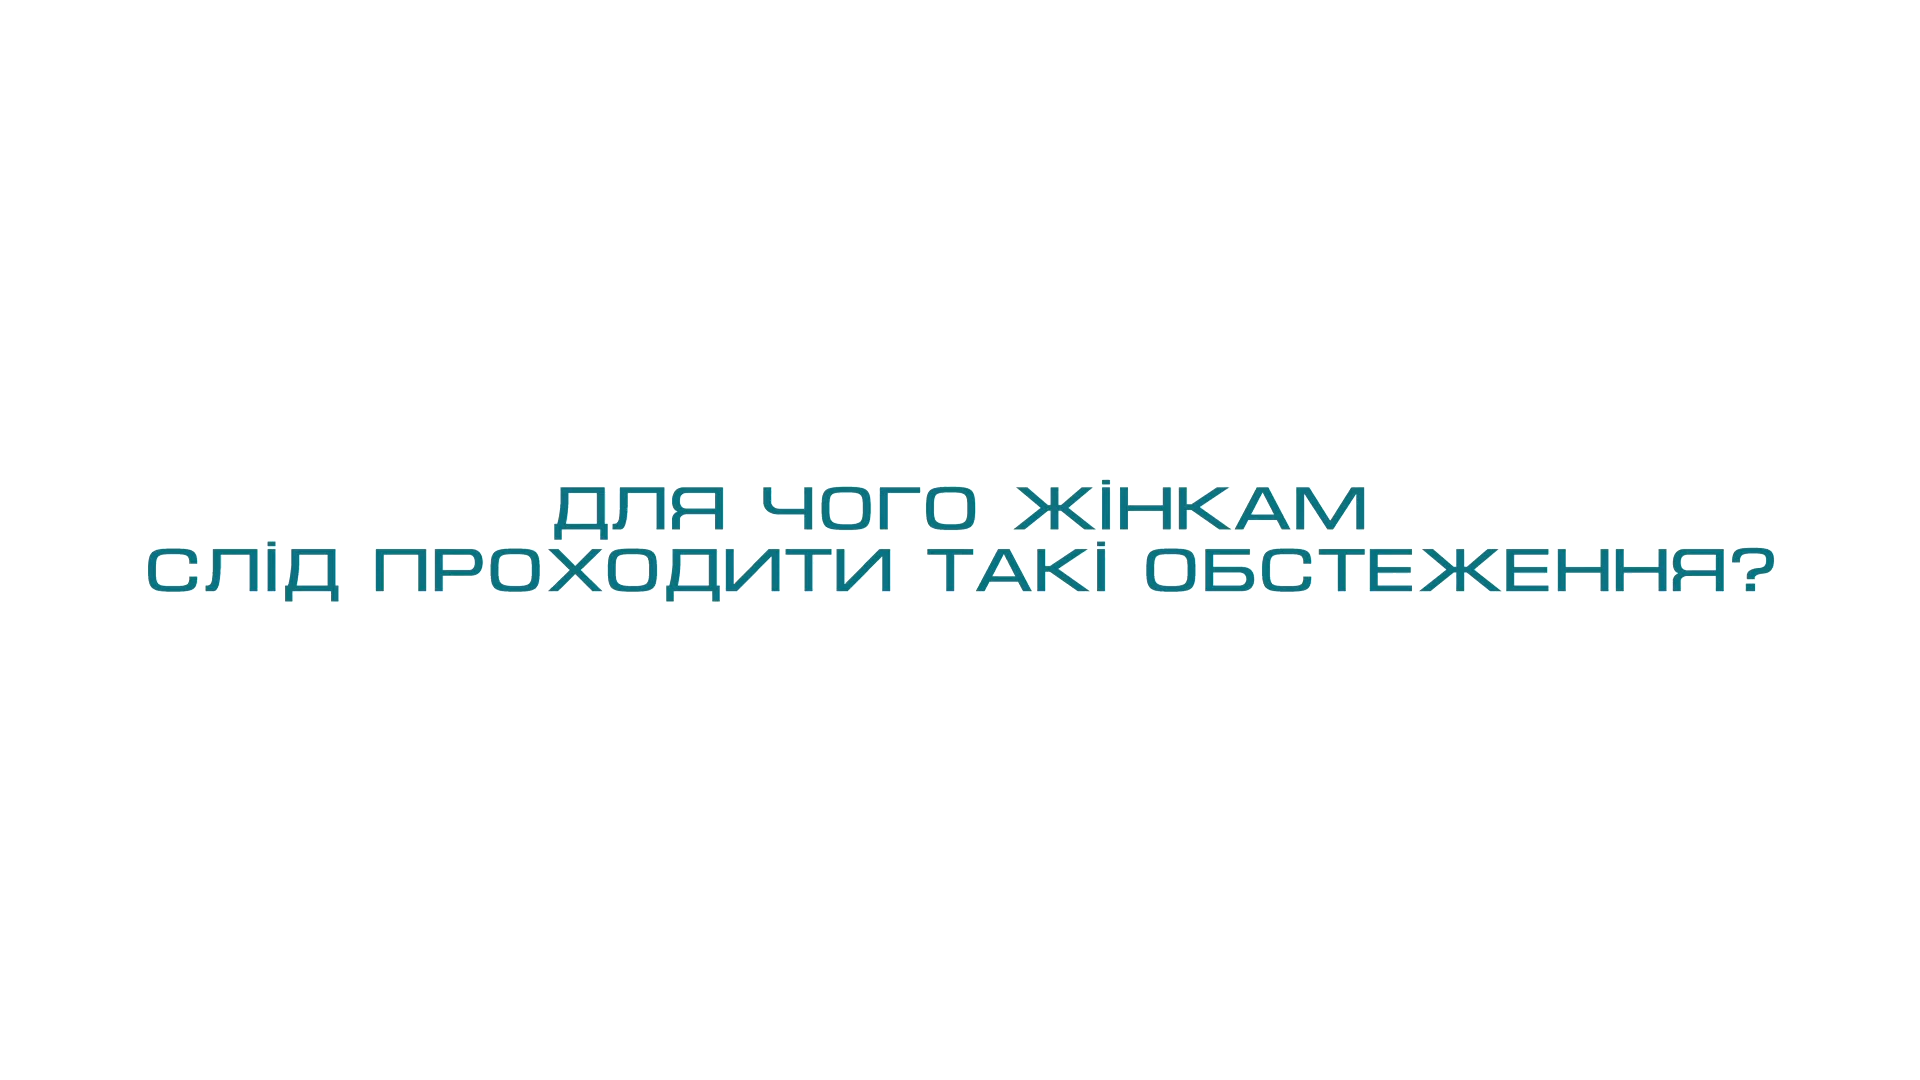 ДЛЯ ЧОГО ЖІНКАМ
СЛІД ПРОХОДИТИ ТАКІ ОБСТЕЖЕННЯ?